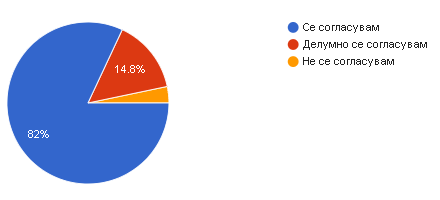 Се согласувам
Делумно се согласувам
Не се согласувам
14.8%
82%